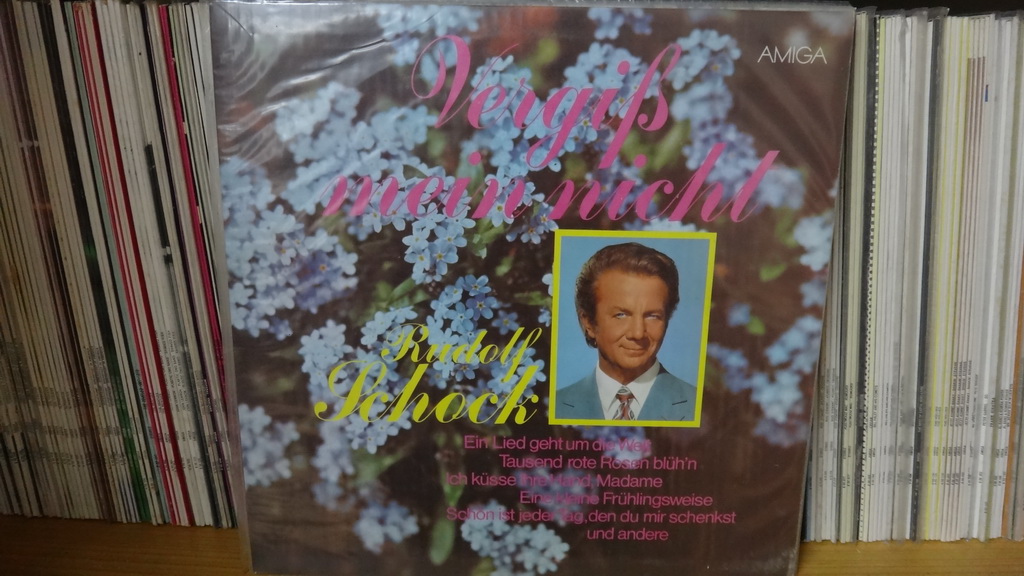 AMIGA
Vergiß
mein nicht
Rudolf
Schock
Ein Lied geht um die Welt
Tausend rote Rosen blüh'n
Ich küsse Ihre Hand, Madame
Eine kleine Frühlingsweise
Schön ist jeder Tag, den du mir schenkst
und andere